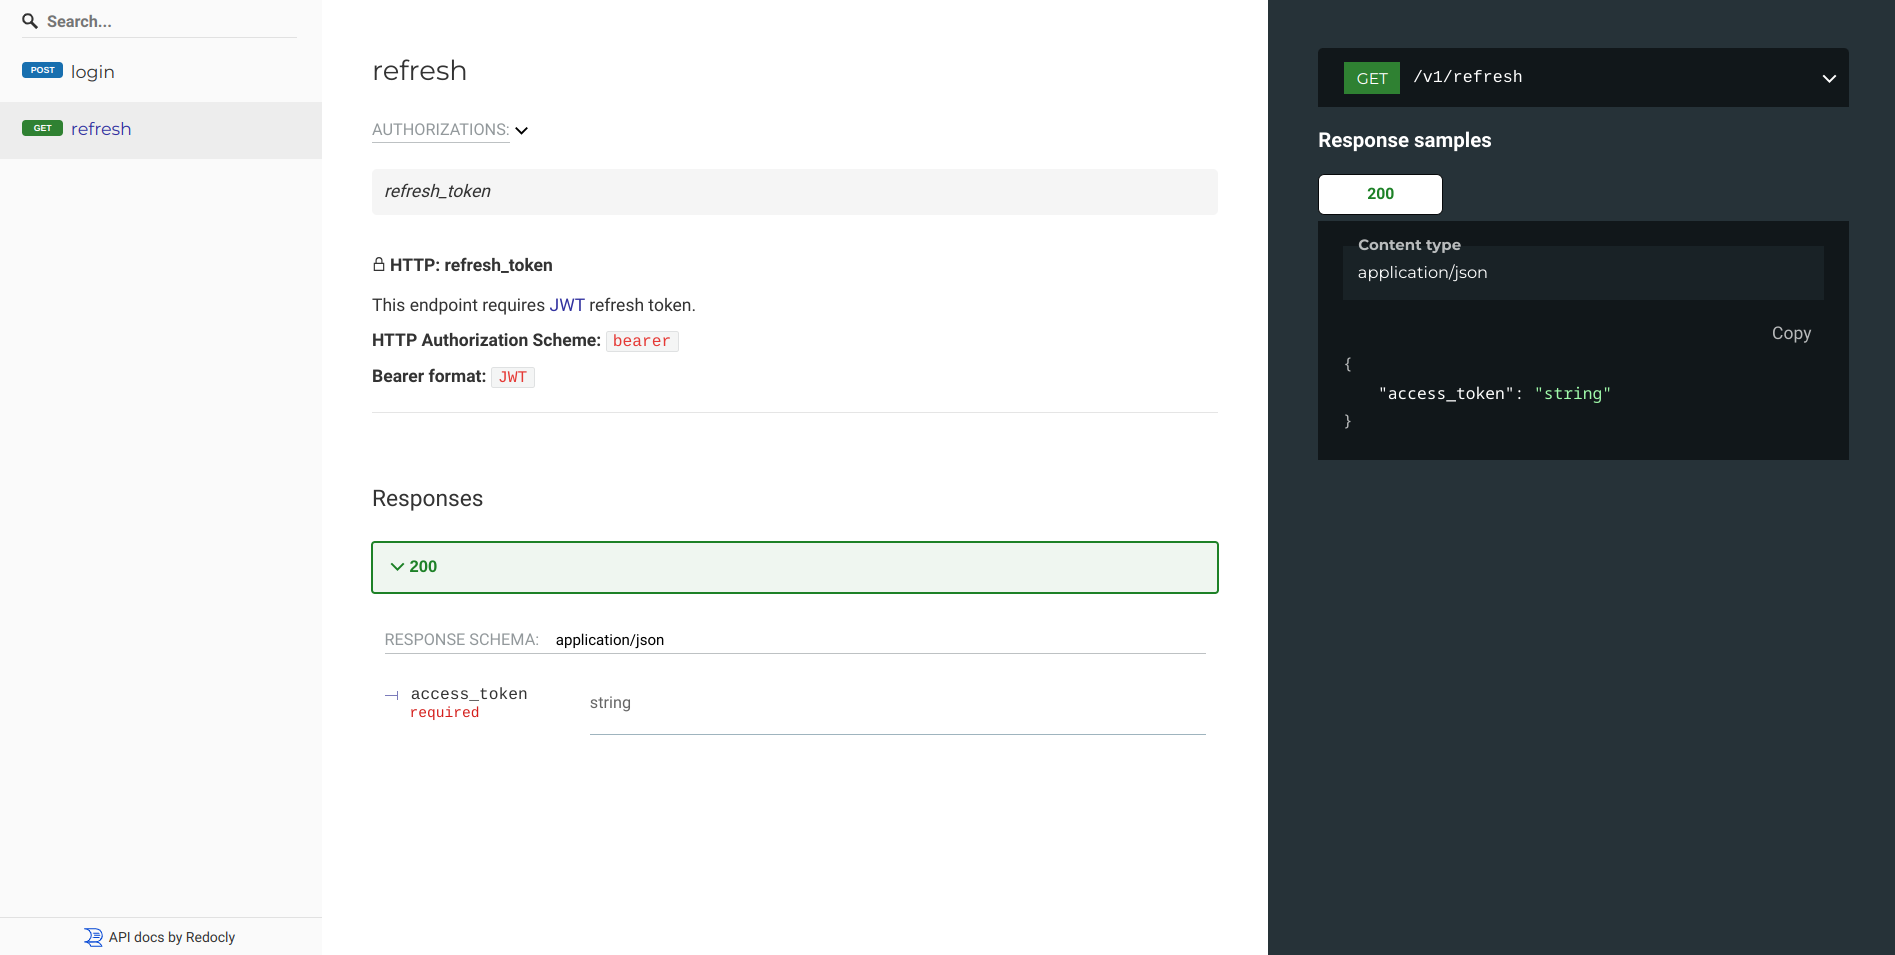 Search...
POST login
GET refresh
API docs by Redocly
refresh
AUTHORIZATIONS:
refresh_token
HTTP: refresh_token
This endpoint requires JWT refresh token.
HTTP Authorization Scheme: bearer
Bearer format: JWT
Responses
200
RESPONSE SCHEMA: application/json
access_token
required
string
GET /v1/refresh
Response samples
200
Content type
application/json
Copy
{
"access_token": "string"
}